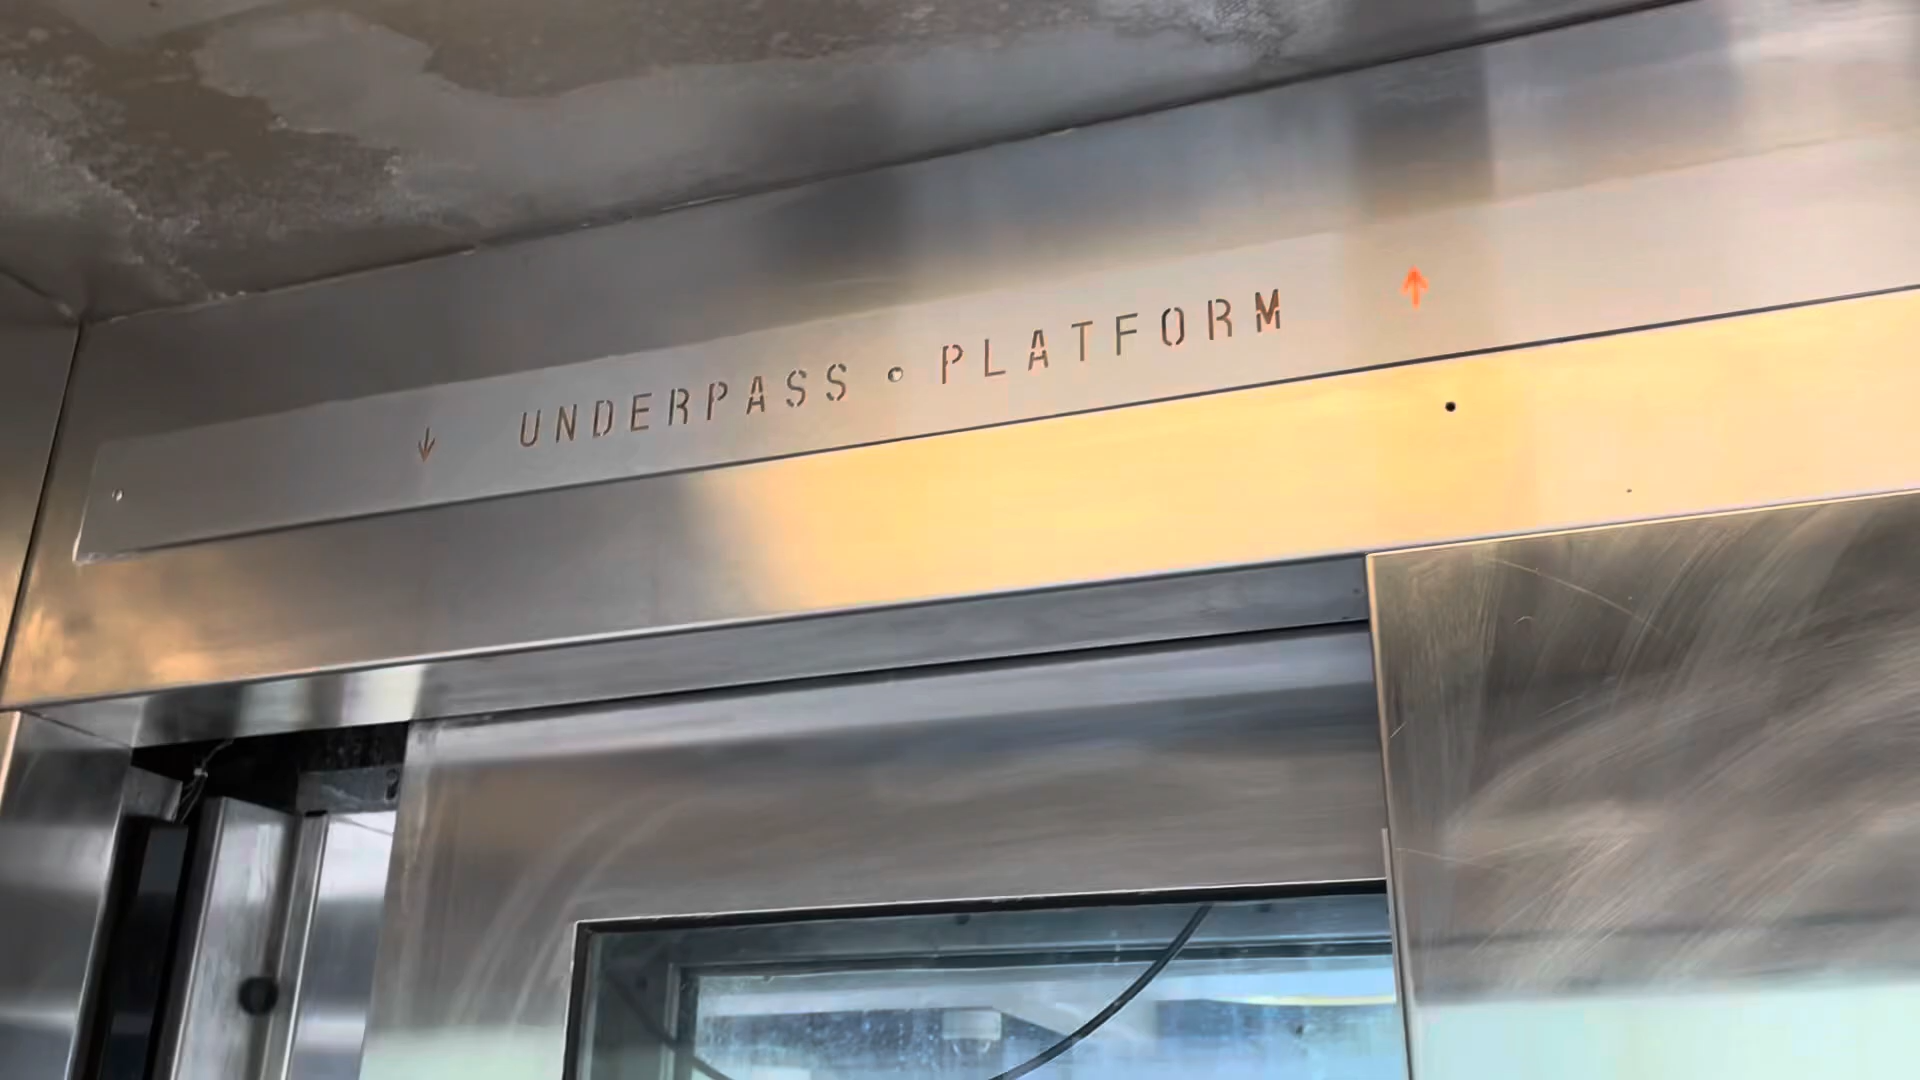 ↓ UNDERPASS • PLATFORM ↑